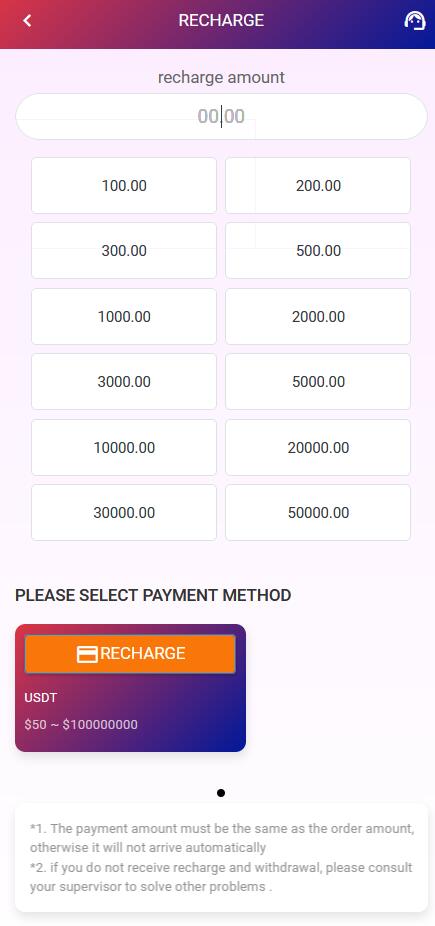 RECHARGE
recharge amount
00.00
100.00 200.00
300.00 500.00
1000.00 2000.00
3000.00 5000.00
10000.00 20000.00
30000.00 50000.00
PLEASE SELECT PAYMENT METHOD
RECHARGE
USDT
$50 ~ $100000000
*1. The payment amount must be the same as the order amount,
otherwise it will not arrive automatically
*2. if you do not receive recharge and withdrawal, please consult
your supervisor to solve other problems .